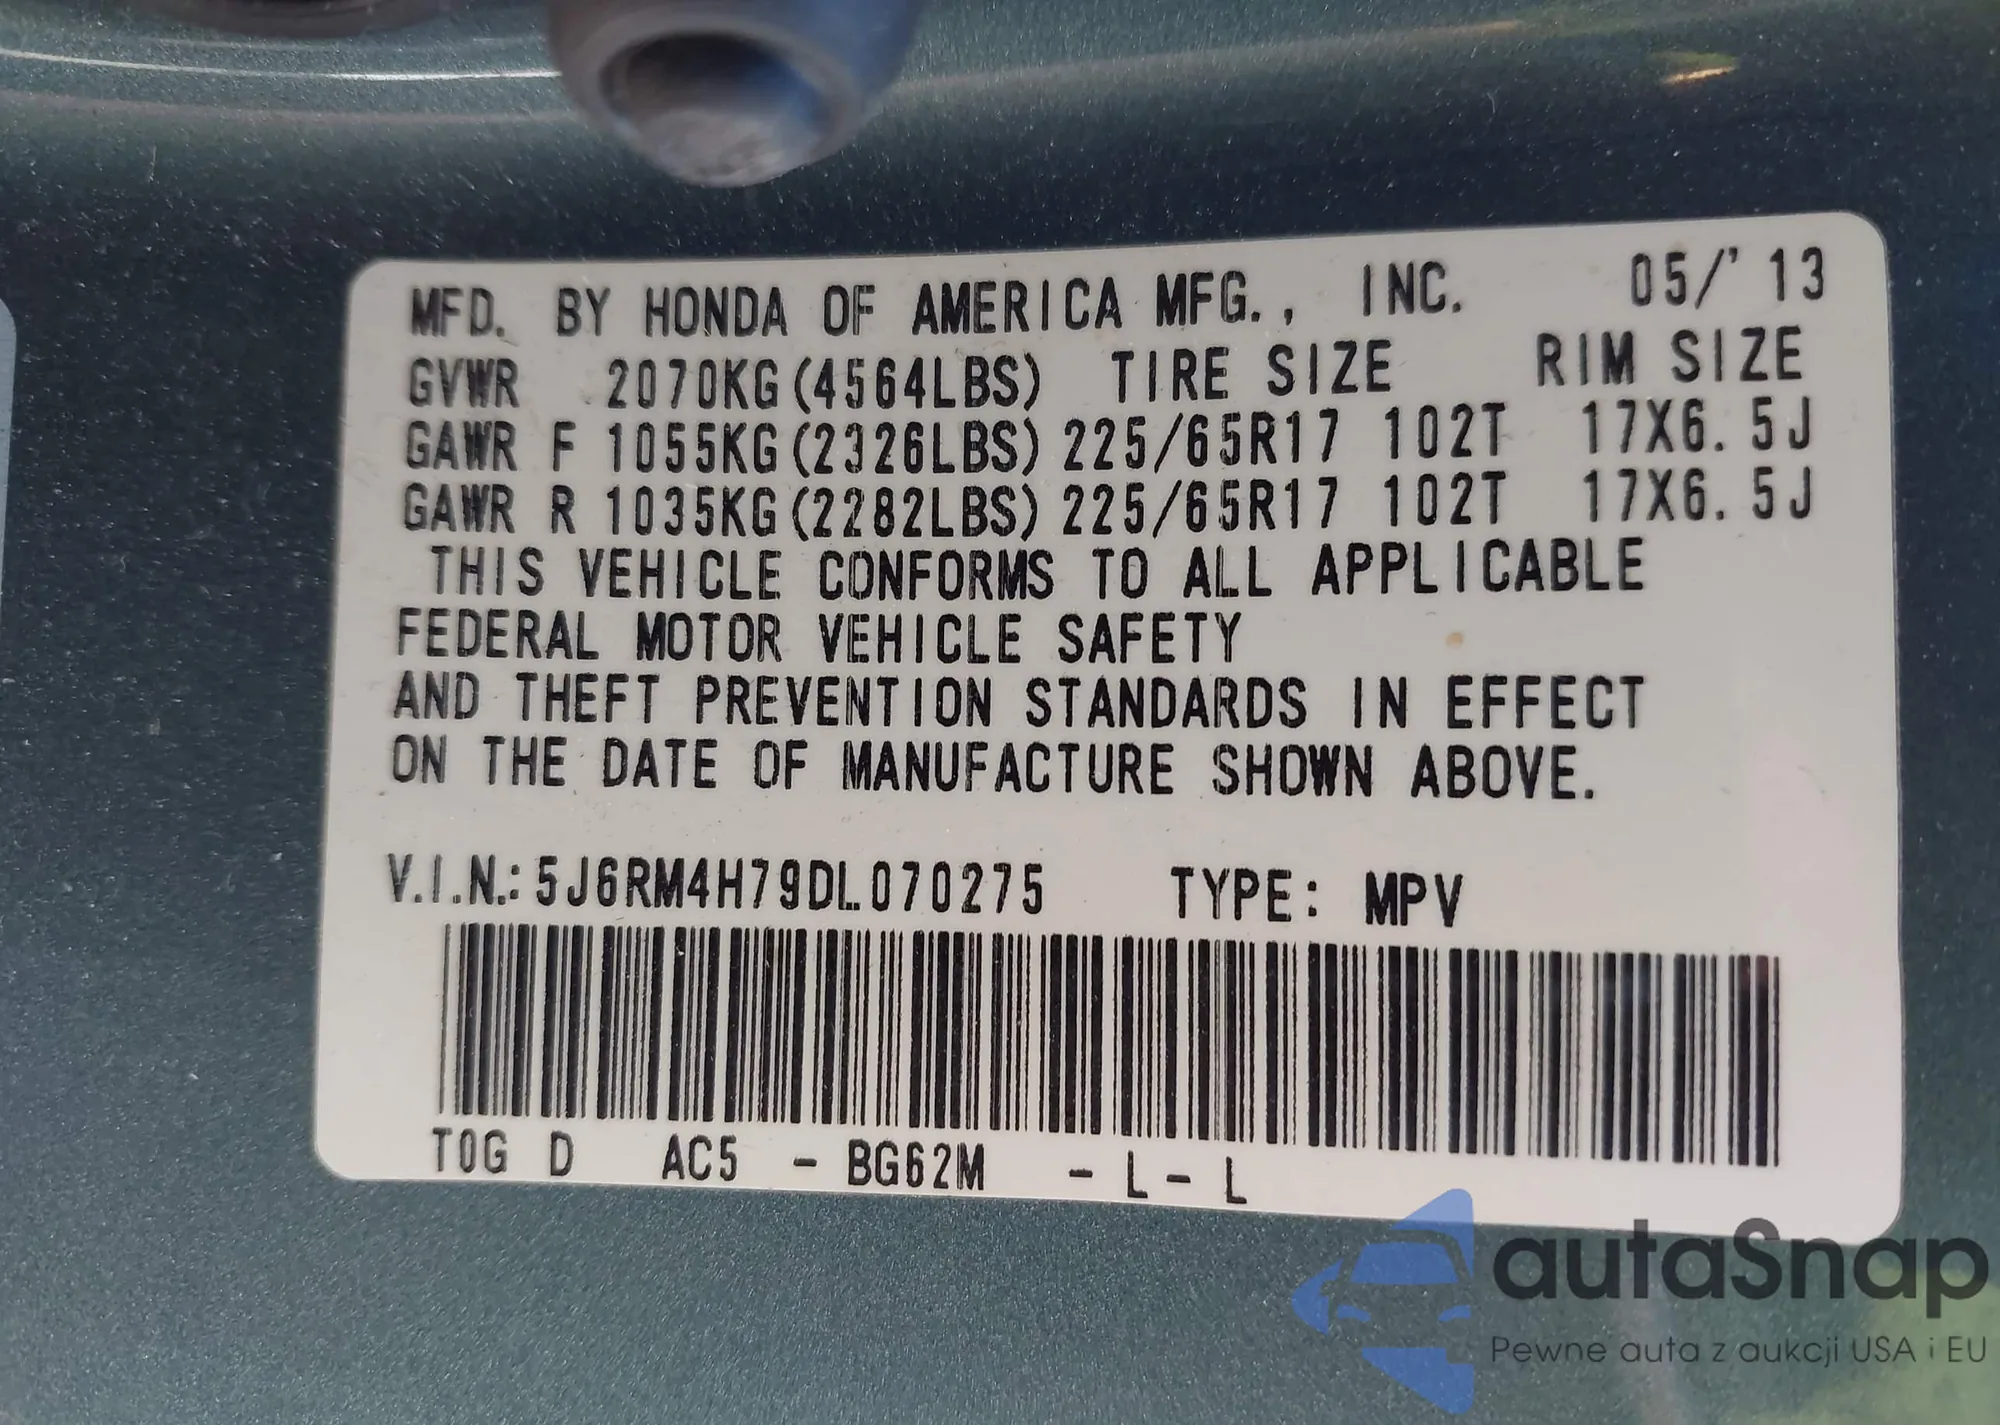 MFD. BY HONDA OF AMERICA MFG., INC. 05/'13
GVWR 2070KG(4564LBS) TIRE SIZE RIM SIZE
GAWR F 1055KG(2326LBS) 225/65R17 102T 17X6.5J
GAWR R 1035KG(2282LBS) 225/65R17 102T 17X6.5J
THIS VEHICLE CONFORMS TO ALL APPLICABLE
FEDERAL MOTOR VEHICLE SAFETY
AND THEFT PREVENTION STANDARDS IN EFFECT
ON THE DATE OF MANUFACTURE SHOWN ABOVE.
V.I.N.: 5J6RM4H79DL070275 TYPE: MPV
T0G D AC5 - BG62M - L - L
autaSnap
Pewne auta z aukcji USA i EU